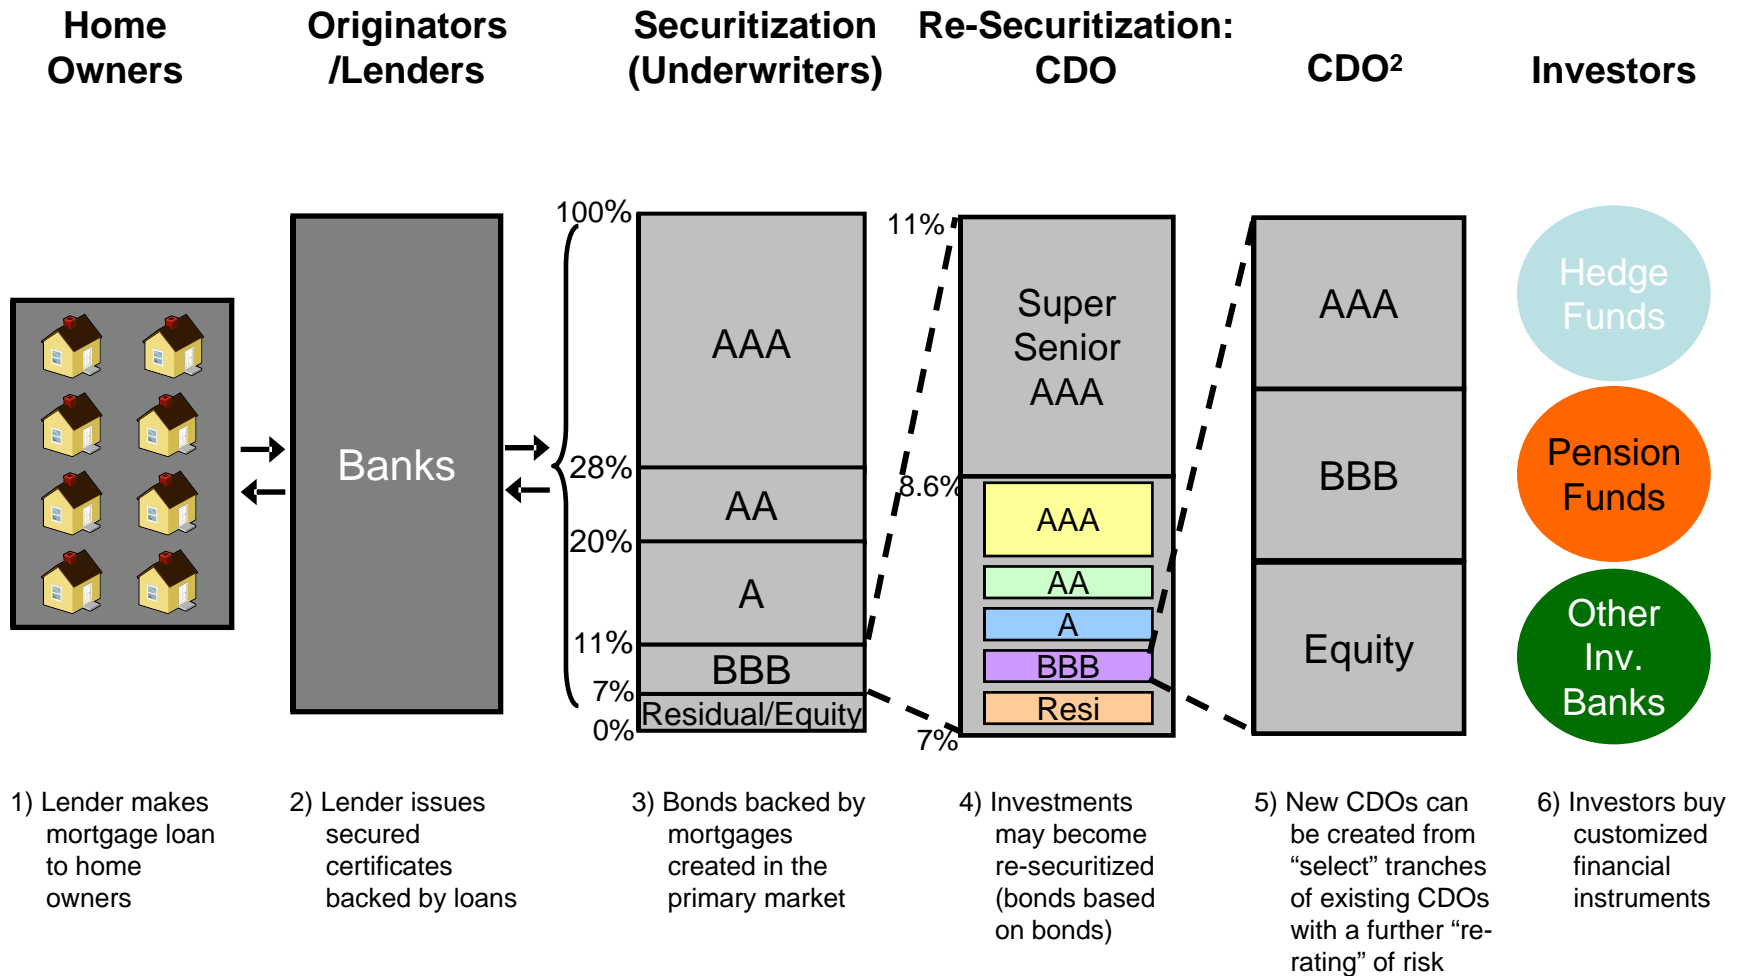 Home
Owners
Originators
/Lenders
Securitization
(Underwriters)
Re-Securitization:
CDO
CDO²
Investors
Banks
100%
28%
20%
11%
7%
0%
AAA
AA
A
BBB
Residual/Equity
11%
8.6%
7%
Super
Senior
AAA
AAA
AA
A
BBB
Resi
AAA
BBB
Equity
Hedge
Funds
Pension
Funds
Other
Inv.
Banks
1) Lender makes
mortgage loan
to home
owners
2) Lender issues
secured
certificates
backed by loans
3) Bonds backed by
mortgages
created in the
primary market
4) Investments
may become
re-securitized
(bonds based
on bonds)
5) New CDOs can
be created from
“select” tranches
of existing CDOs
with a further “re-
rating” of risk
6) Investors buy
customized
financial
instruments